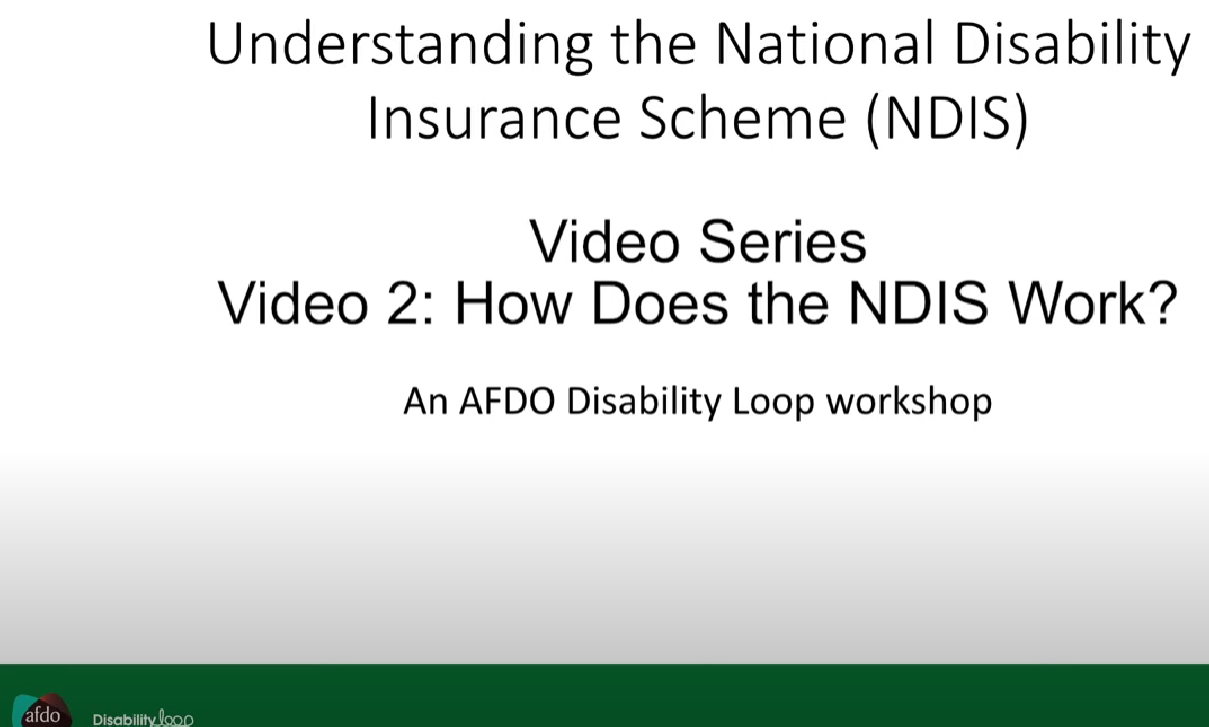 Understanding the National Disability
Insurance Scheme (NDIS)
Video Series
Video 2: How Does the NDIS Work?
An AFDO Disability Loop workshop
afdo
Disability loop